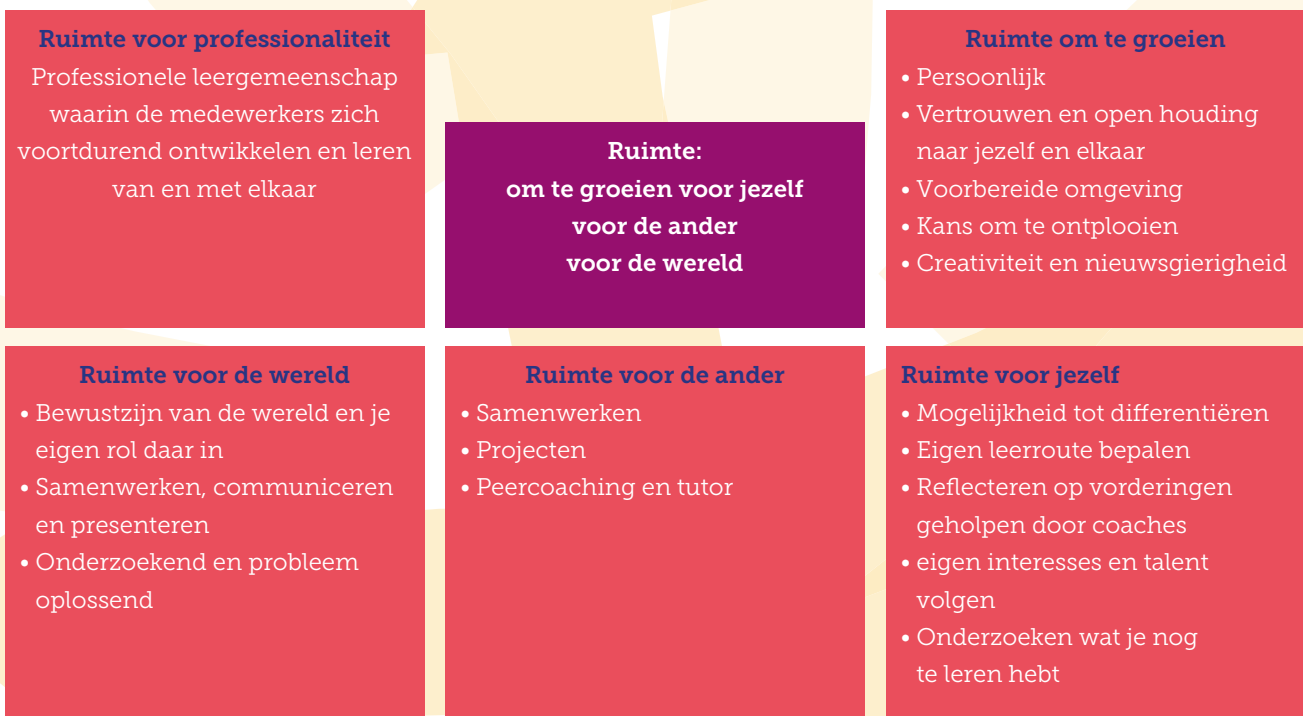 Ruimte voor professionaliteit
Professionele leergemeenschap
waarin de medewerkers zich
voortdurend ontwikkelen en leren
van en met elkaar
Ruimte:
om te groeien voor jezelf
voor de ander
voor de wereld
Ruimte om te groeien
• Persoonlijk
• Vertrouwen en open houding
naar jezelf en elkaar
• Voorbereide omgeving
• Kans om te ontplooien
• Creativiteit en nieuwsgierigheid
Ruimte voor de wereld
• Bewustzijn van de wereld en je
eigen rol daar in
• Samenwerken, communiceren
en presenteren
• Onderzoekend en probleem
oplossend
Ruimte voor de ander
• Samenwerken
• Projecten
• Peercoaching en tutor
Ruimte voor jezelf
• Mogelijkheid tot differentiëren
• Eigen leerroute bepalen
• Reflecteren op vorderingen
geholpen door coaches
• eigen interesses en talent
volgen
• Onderzoeken wat je nog
te leren hebt